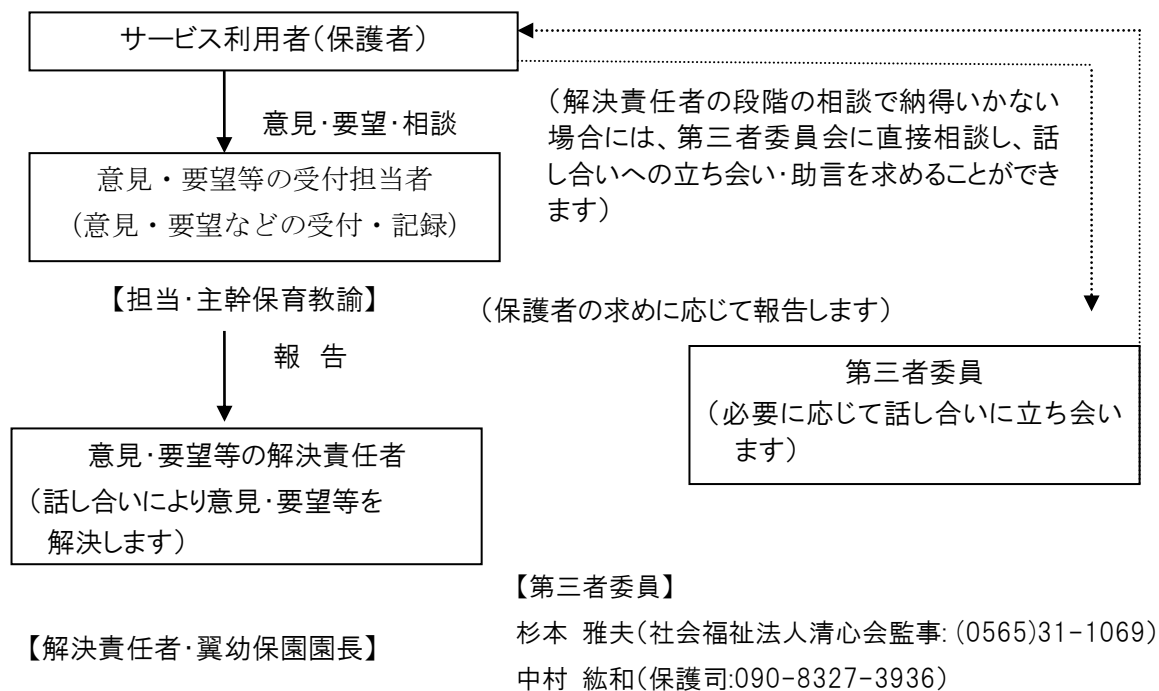 サービス利用者（保護者）
意見・要望・相談
（解決責任者の段階の相談で納得いかない
場合には、第三者委員会に直接相談し、話
し合いへの立ち会い・助言を求めることができ
ます）
意見・要望等の受付担当者
（意見・要望などの受付・記録）
【担当・主幹保育教諭】
（保護者の求めに応じて報告します）
報 告
第三者委員
（必要に応じて話し合いに立ち会い
ます）
意見・要望等の解決責任者
（話し合いにより意見・要望等を
解決します）
【解決責任者・翼幼保園園長】
【第三者委員】
杉本 雅夫（社会福祉法人清心会監事：（0565）31-1069）
中村 紘和（保護司:090-8327-3936）